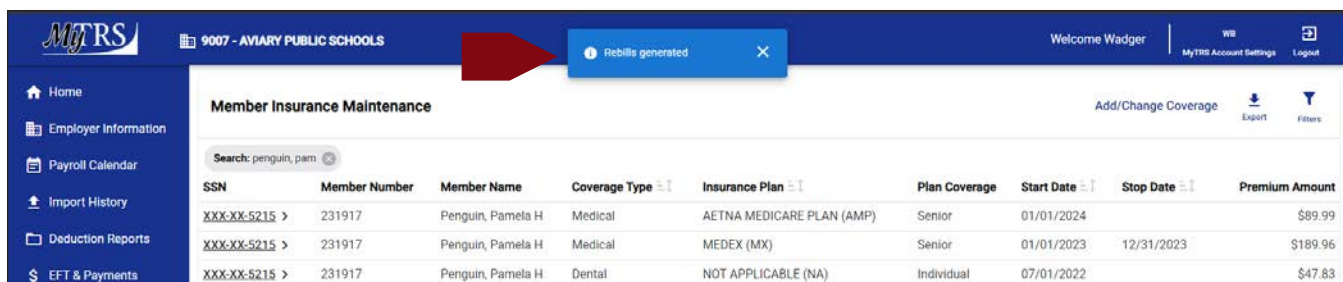 MyTRS
9007 - AVIARY PUBLIC SCHOOLS
Rebills generated
Welcome Wadger
WB
MyTRS Account Settings
Logout
Home
Employer Information
Payroll Calendar
Import History
Deduction Reports
$ EFT & Payments
Member Insurance Maintenance
Add/Change Coverage
Export
Filters
Search: penguin, pam
SSN Member Number Member Name Coverage Type Insurance Plan Plan Coverage Start Date Stop Date Premium Amount
XXX-XX-5215 > 231917 Penguin, Pamela H Medical AETNA MEDICARE PLAN (AMP) Senior 01/01/2024 $89.99
XXX-XX-5215 > 231917 Penguin, Pamela H Medical MEDEX (MX) Senior 01/01/2023 12/31/2023 $189.96
XXX-XX-5215 > 231917 Penguin, Pamela H Dental NOT APPLICABLE (NA) Individual 07/01/2022 $47.83